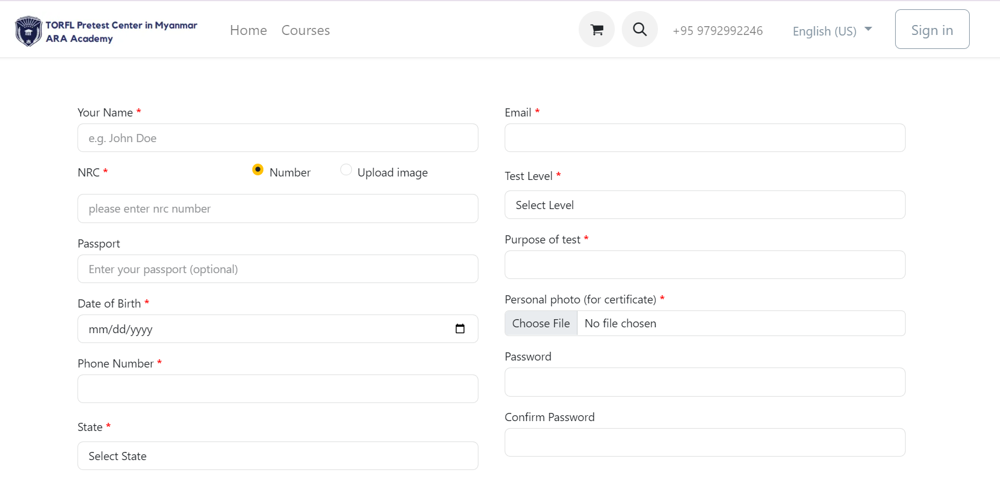 TORFL Pretest Center in Myanmar
ARA Academy
Home
Courses
+95 9792992246
English (US)
Sign in
Your Name *
e.g. John Doe
NRC *
Number
Upload image
please enter nrc number
Passport
Enter your passport (optional)
Date of Birth *
mm/dd/yyyy
Phone Number *
State *
Select State
Email *
Test Level *
Select Level
Purpose of test *
Personal photo (for certificate) *
Choose File
No file chosen
Password
Confirm Password